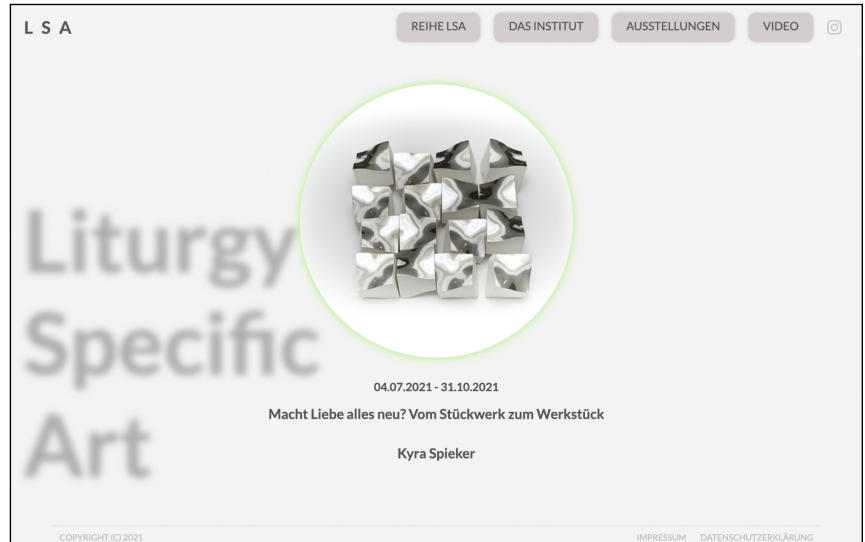 L S A
REIHE LSA
DAS INSTITUT
AUSSTELLUNGEN
VIDEO
Liturgy
Specific
Art
04.07.2021 - 31.10.2021
Macht Liebe alles neu? Vom Stückwerk zum Werkstück
Kyra Spieker
COPYRIGHT (C) 2021
IMPRESSUM
DATENSCHUTZERKLÄRUNG